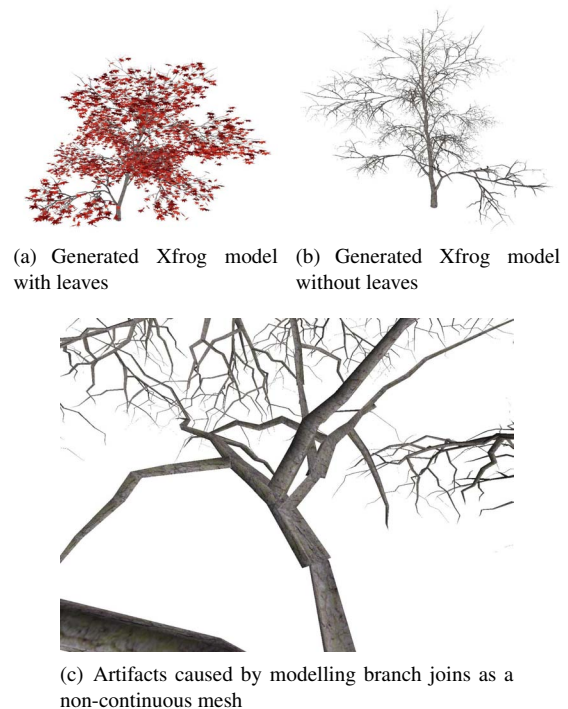 (a) Generated Xfrog model
with leaves
(b) Generated Xfrog model
without leaves
(c) Artifacts caused by modelling branch joins as a
non-continuous mesh